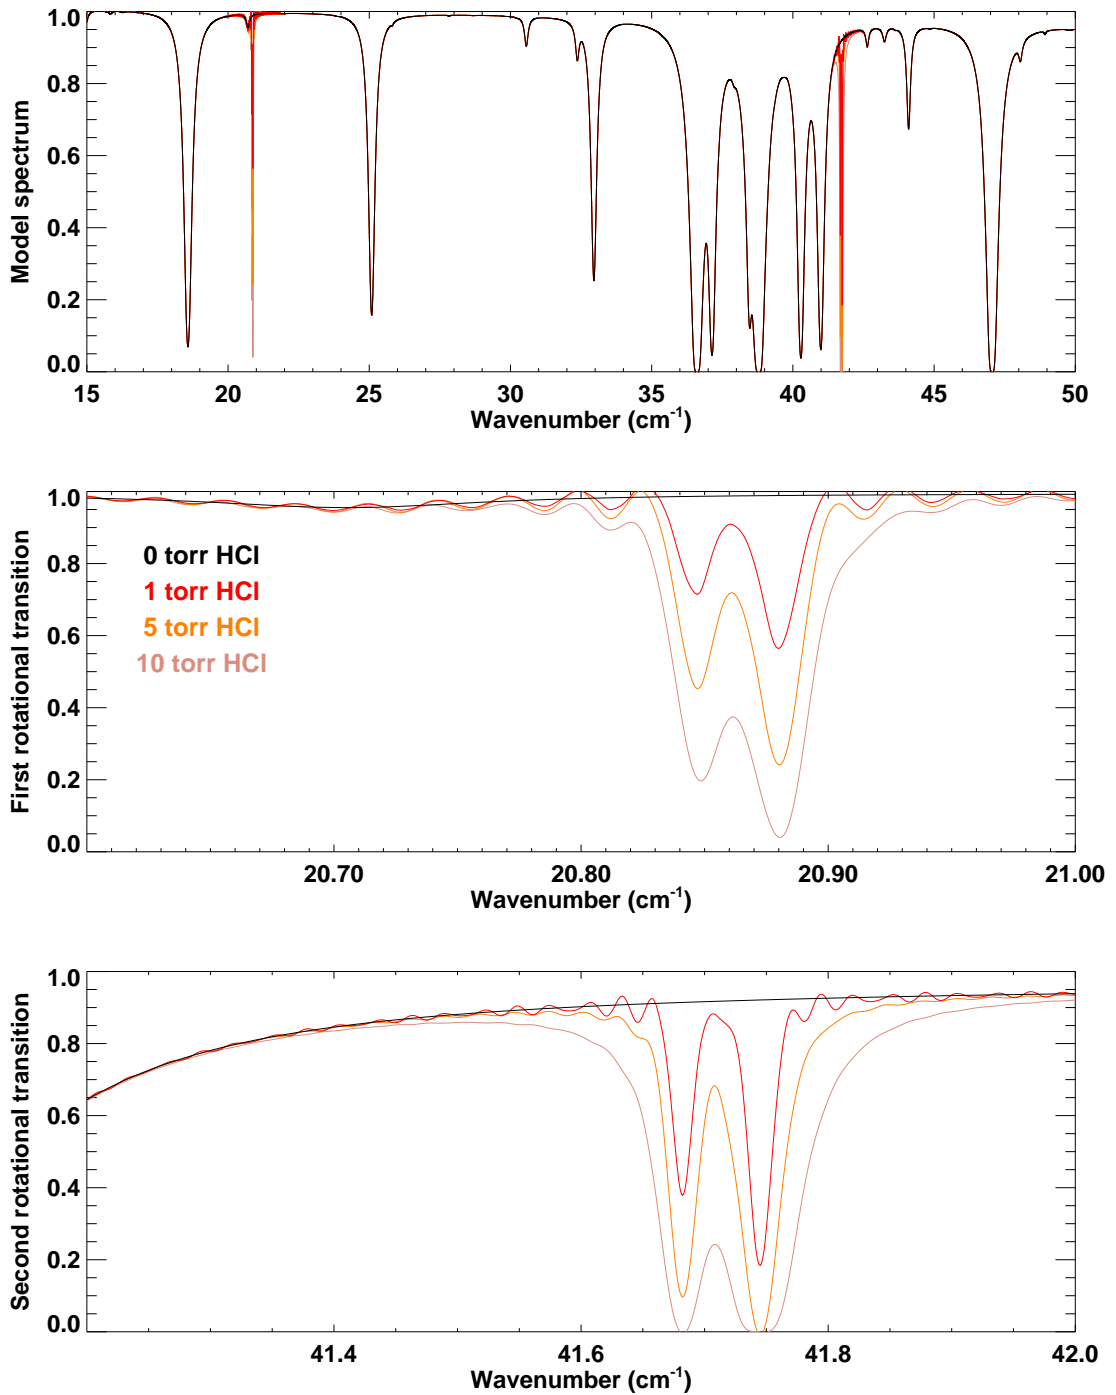 Model spectrum
1.0
0.8
0.6
0.4
0.2
0.0
15 20 25 30 35 40 45 50
Wavenumber (cm-1)
First rotational transition
1.0
0.8
0.6
0.4
0.2
0.0
0 torr HCl
1 torr HCl
5 torr HCl
10 torr HCl
20.70 20.80 20.90 21.00
Wavenumber (cm-1)
Second rotational transition
1.0
0.8
0.6
0.4
0.2
0.0
41.4 41.6 41.8 42.0
Wavenumber (cm-1)